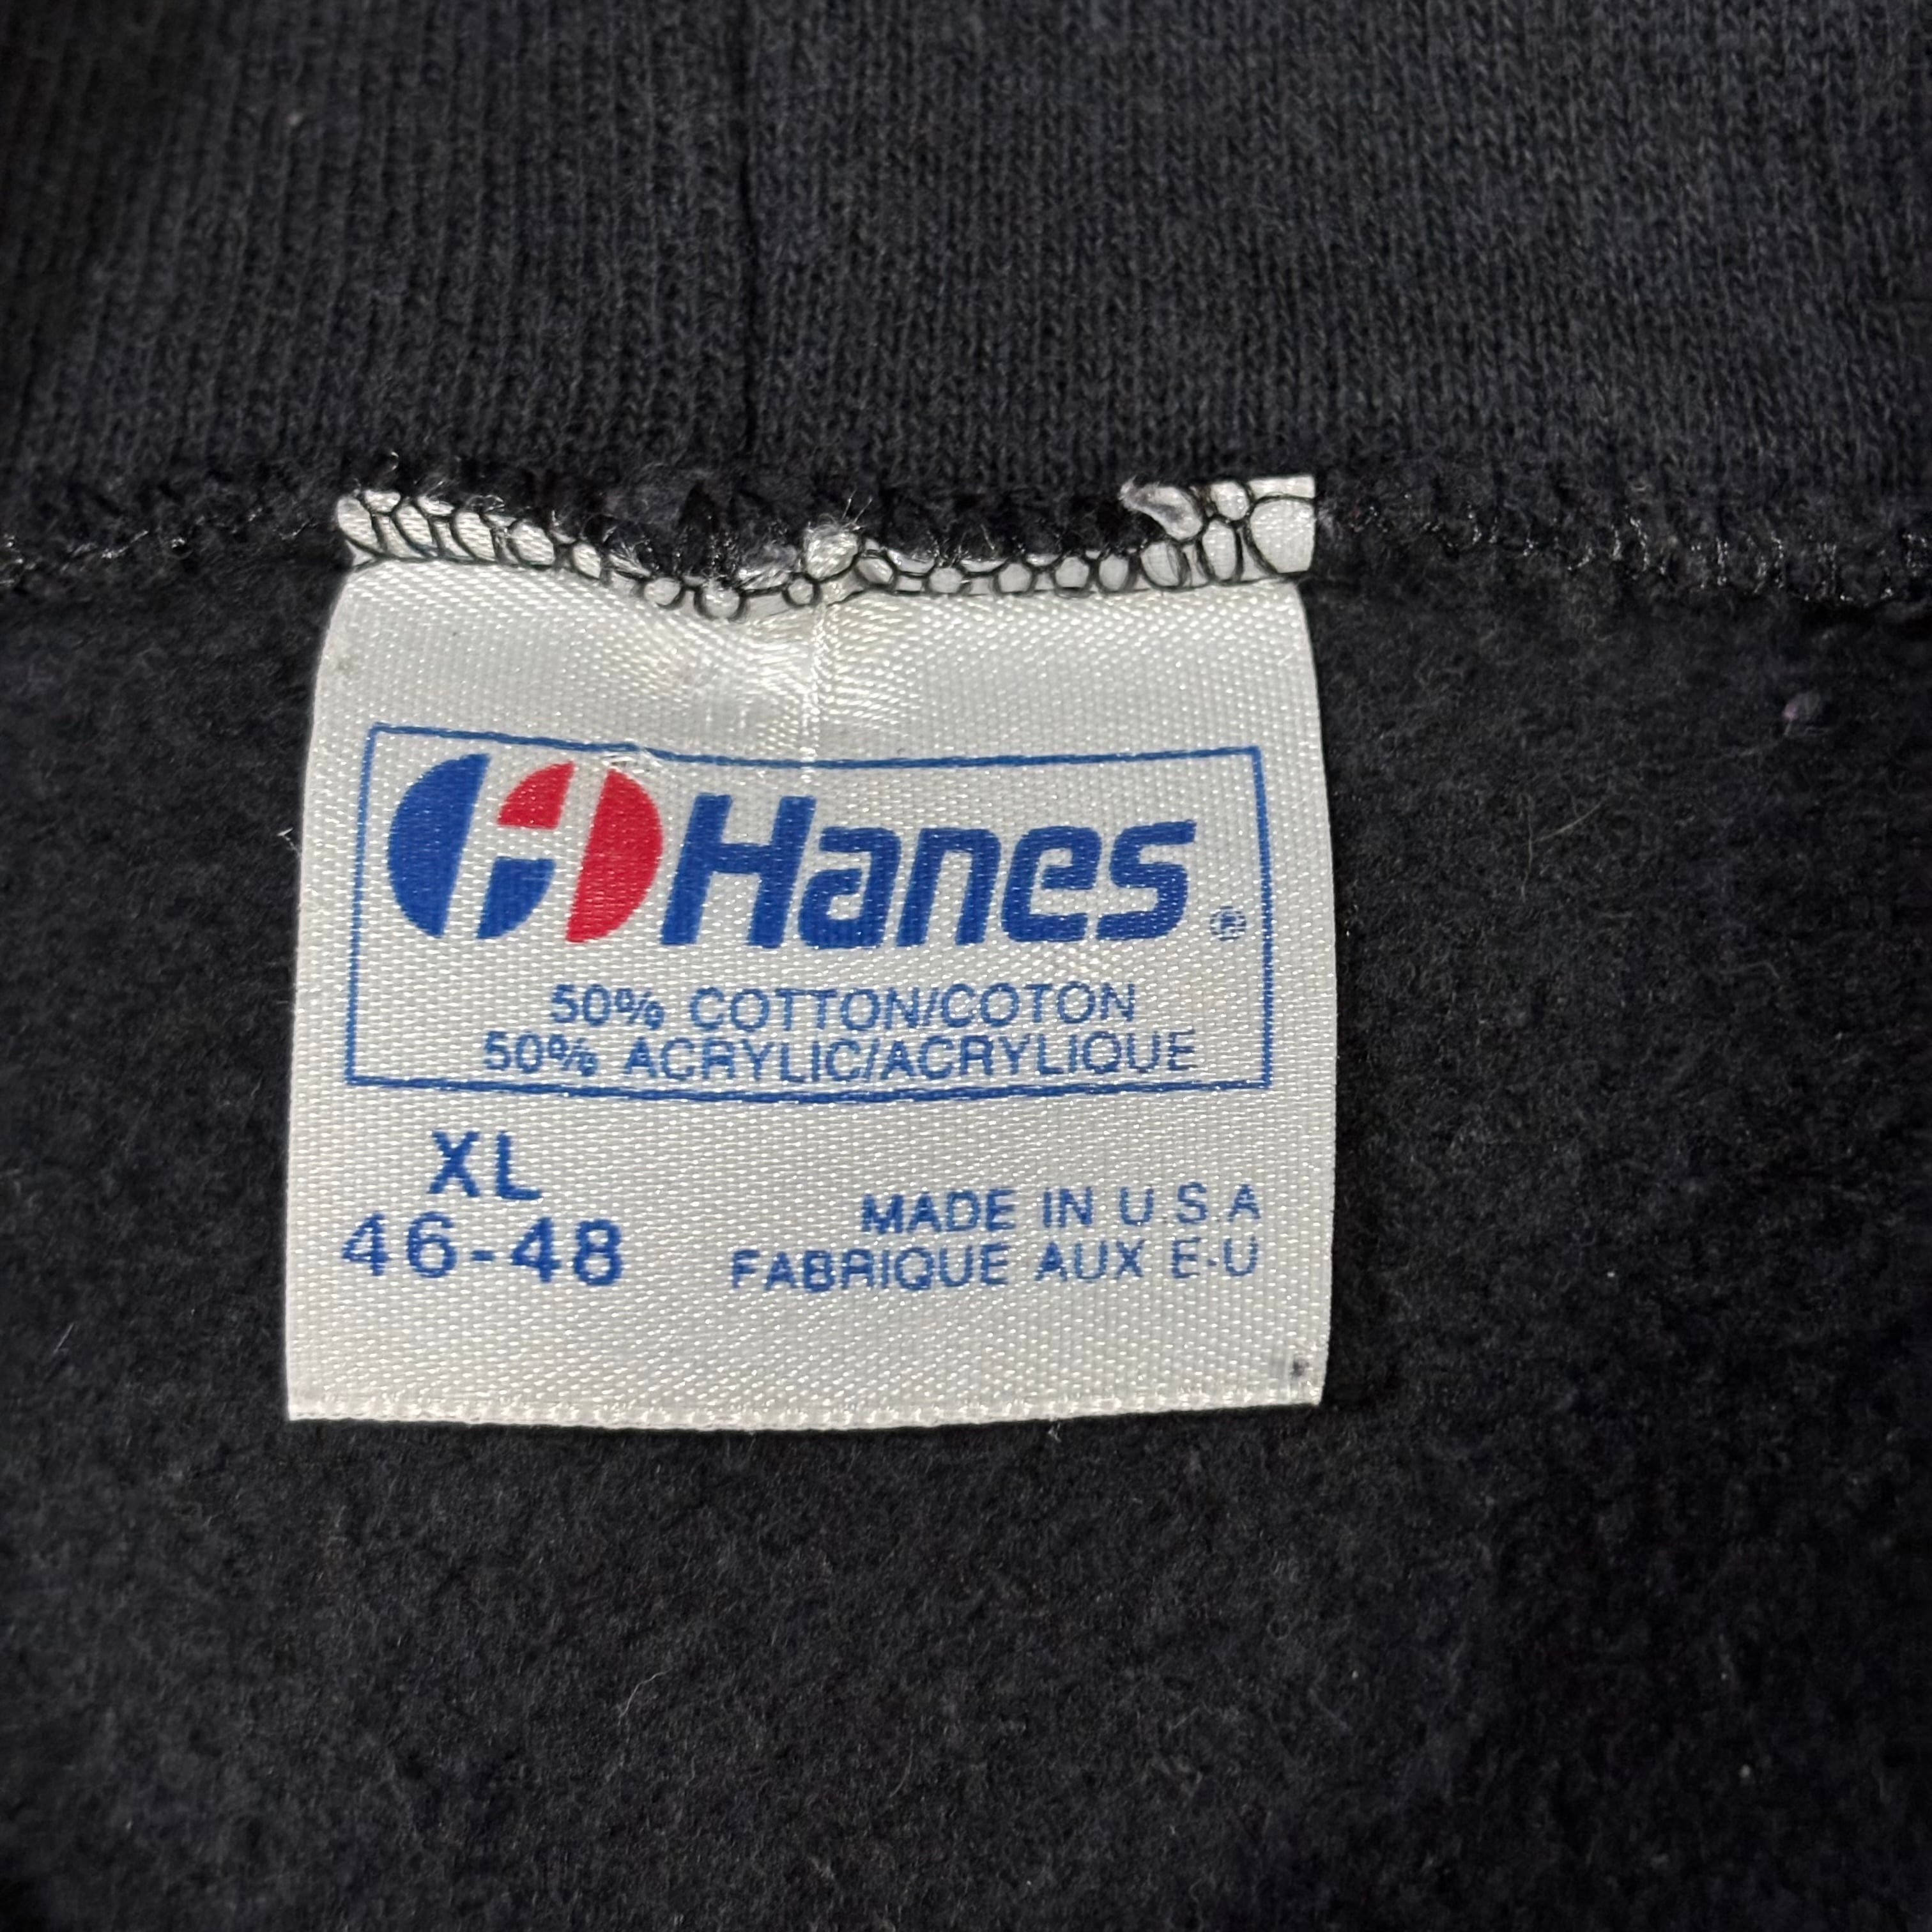 Hanes®
50% COTTON/COTON
50% ACRYLIC/ACRYLIQUE
XL
46-48
MADE IN U.S.A
FABRIQUE AUX E-U